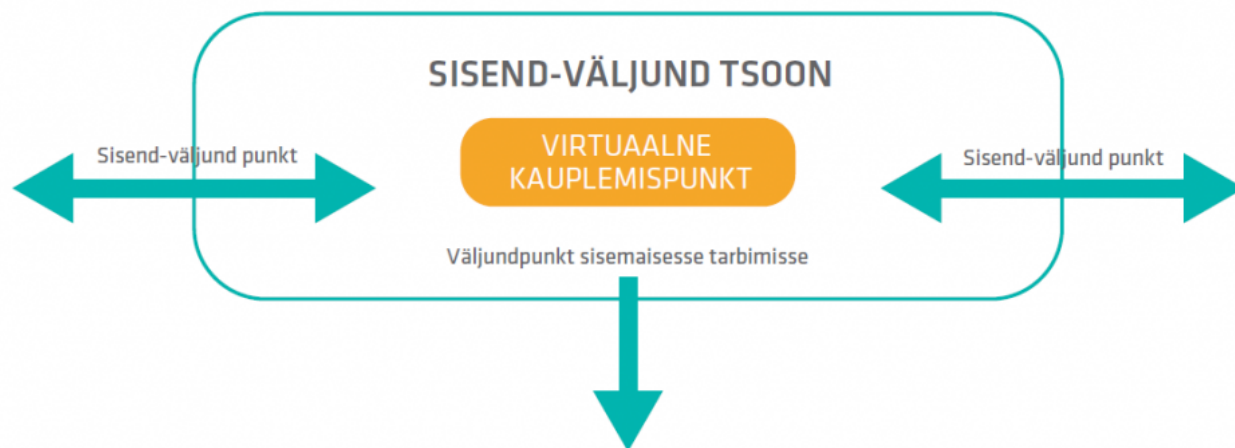 SISEND-VÄLJUND TSOON
VIRTUAALNE
KAUPLEMISPUNKT
Sisend-väljund punkt
Sisend-väljund punkt
Väljundpunkt sisemaisesse tarbimisse